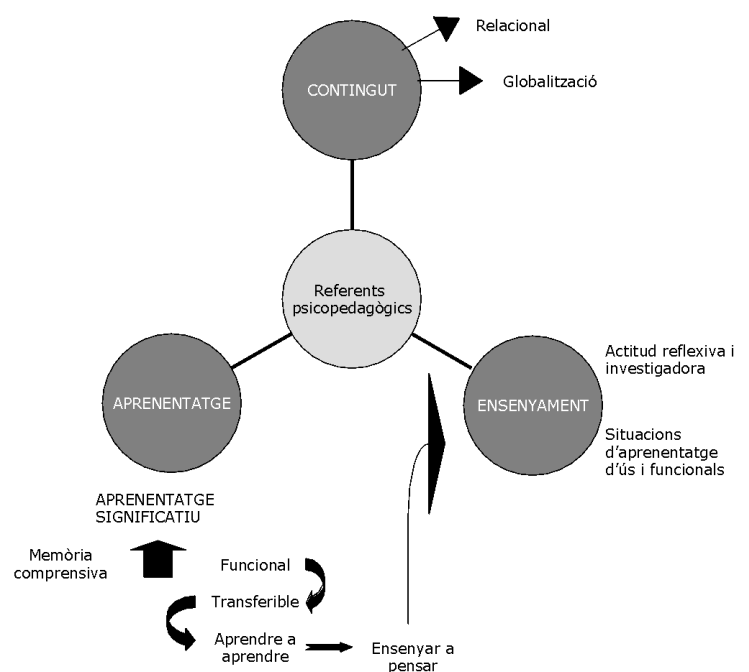 Relacional
CONTINGUT
Globalització
Referents
psicopedagògics
APRENENTATGE
ENSENYAMENT
Actitud reflexiva i
investigadora
Situacions
d'aprenentatge
d'ús i funcionals
APRENENTATGE
SIGNIFICATIU
Memòria
comprensiva
Funcional
Transferible
Aprendre a
aprendre
Ensenyar a
pensar